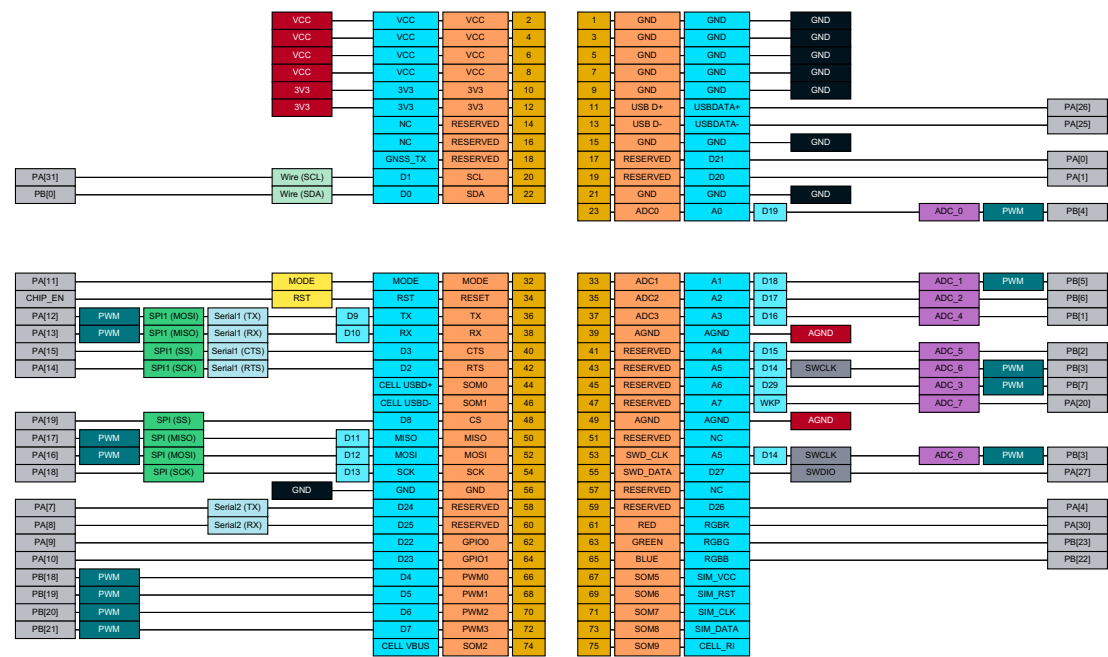 VCC VCC VCC 2 1 GND GND GND
VCC VCC VCC 4 3 GND GND GND
VCC VCC VCC 6 5 GND GND GND
VCC VCC VCC 8 7 GND GND GND
3V3 3V3 3V3 10 9 GND GND GND
3V3 3V3 3V3 12 11 USB D+ USBDATA+ PA[26]
NC RESERVED 14 13 USB D- USBDATA- PA[25]
NC RESERVED 16 15 GND GND GND
GNSS_TX RESERVED 18 17 RESERVED D21 PA[0]
PA[31] Wire (SCL) D1 SCL 20 19 RESERVED D20 PA[1]
PB[0] Wire (SDA) D0 SDA 22 21 GND GND GND
23 ADC0 A0 D19 ADC_0 PWM PB[4]
PA[11] MODE MODE MODE 32 33 ADC1 A1 D18 ADC_1 PWM PB[5]
CHIP_EN RST RST RESET 34 35 ADC2 A2 D17 ADC_2 PB[6]
PA[12] PWM SPI1 (MOSI) Serial1 (TX) D9 TX TX 36 37 ADC3 A3 D16 ADC_4 PB[1]
PA[13] PWM SPI1 (MISO) Serial1 (RX) D10 RX RX 38 39 AGND AGND AGND
PA[15] SPI1 (SS) Serial1 (CTS) D3 CTS 40 41 RESERVED A4 D15 ADC_5 PB[2]
PA[14] SPI1 (SCK) Serial1 (RTS) D2 RTS 42 43 RESERVED A5 D14 SWCLK ADC_6 PWM PB[3]
CELL USBD+ SOM0 44 45 RESERVED A6 D29 ADC_3 PWM PB[7]
CELL USBD- SOM1 46 47 RESERVED A7 WKP ADC_7 PA[20]
PA[19] SPI (SS) D8 CS 48 49 AGND AGND AGND
PA[17] PWM SPI (MISO) D11 MISO MISO 50 51 RESERVED NC
PA[16] PWM SPI (MOSI) D12 MOSI MOSI 52 53 SWD_CLK A5 D14 SWCLK ADC_6 PWM PB[3]
PA[18] SPI (SCK) D13 SCK SCK 54 55 SWD_DATA D27 SWDIO PA[27]
GND GND GND 56 57 RESERVED NC
PA[7] Serial2 (TX) D24 RESERVED 58 59 RESERVED D26 PA[4]
PA[8] Serial2 (RX) D25 RESERVED 60 61 RED RGBR PA[30]
PA[9] D22 GPIO0 62 63 GREEN RGBG PB[23]
PA[10] D23 GPIO1 64 65 BLUE RGBB PB[22]
PB[18] PWM D4 PWM0 66 67 SOM5 SIM_VCC
PB[19] PWM D5 PWM1 68 69 SOM6 SIM_RST
PB[20] PWM D6 PWM2 70 71 SOM7 SIM_CLK
PB[21] PWM D7 PWM3 72 73 SOM8 SIM_DATA
CELL VBUS SOM2 74 75 SOM9 CELL_RI